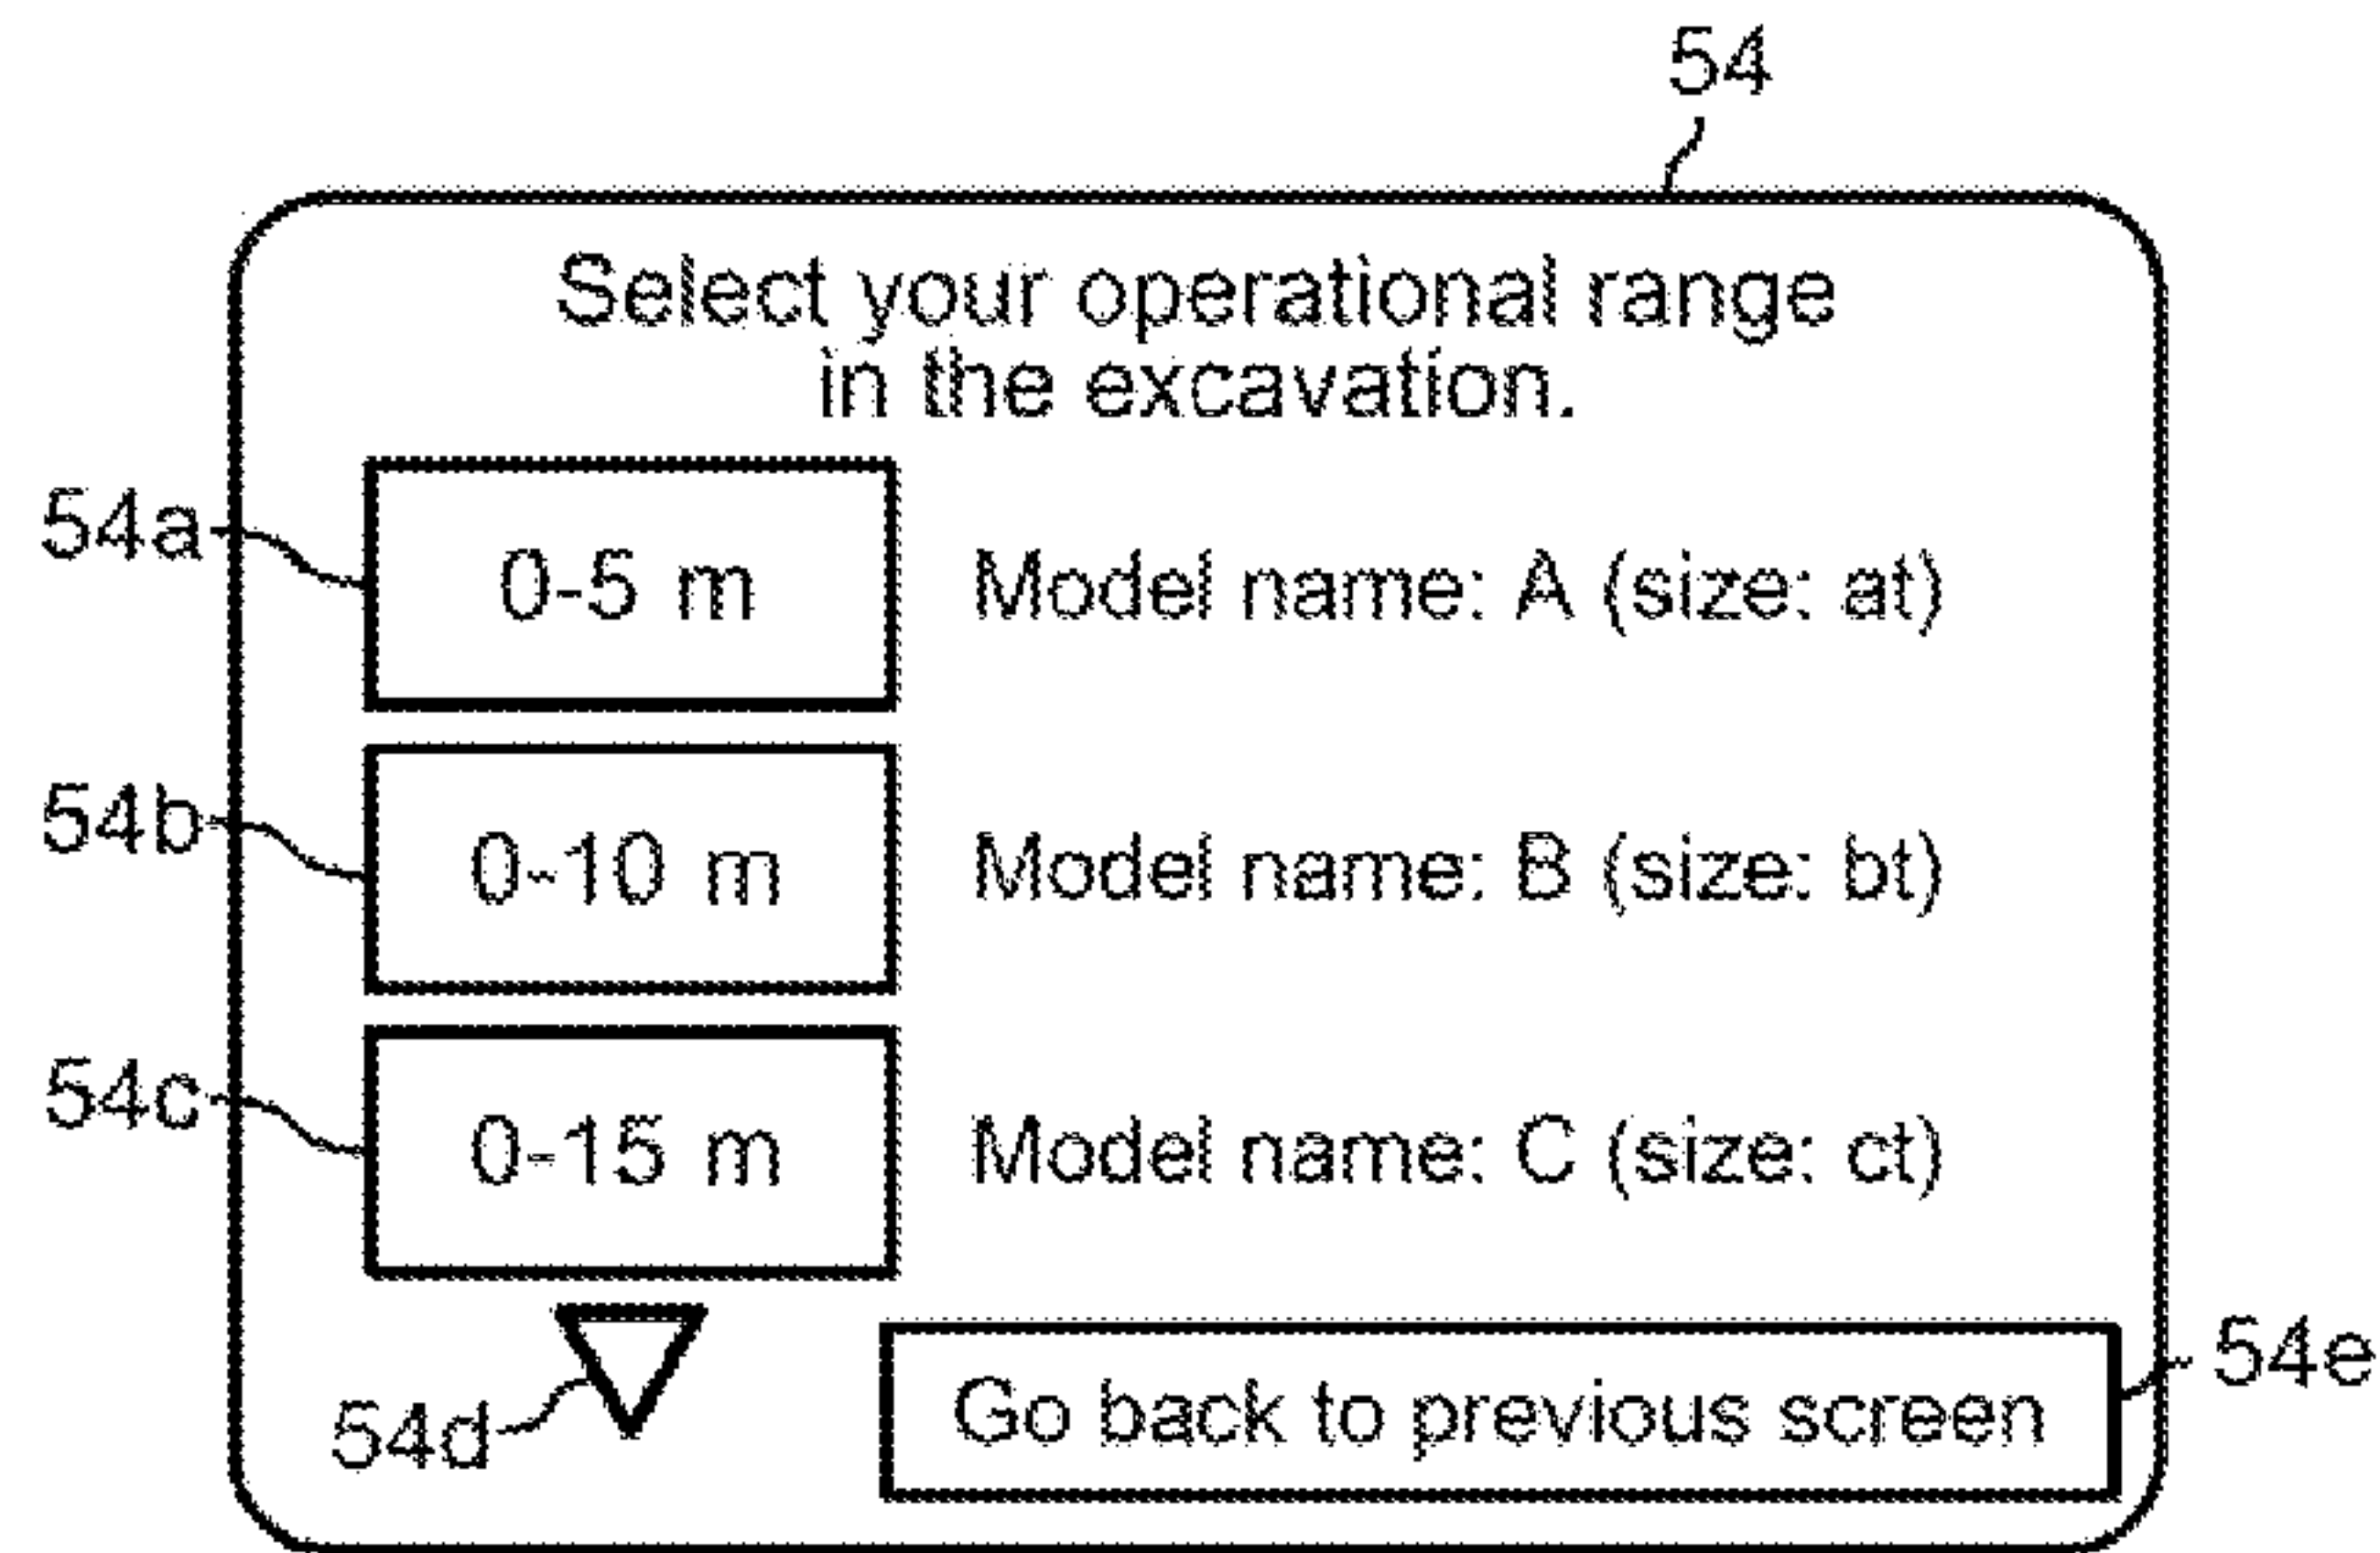 54
Select your operational range
in the excavation.
54a
0-5 m
Model name: A (size: at)
54b
0-10 m
Model name: B (size: bt)
54c
0-15 m
Model name: C (size: ct)
54d
Go back to previous screen
54e